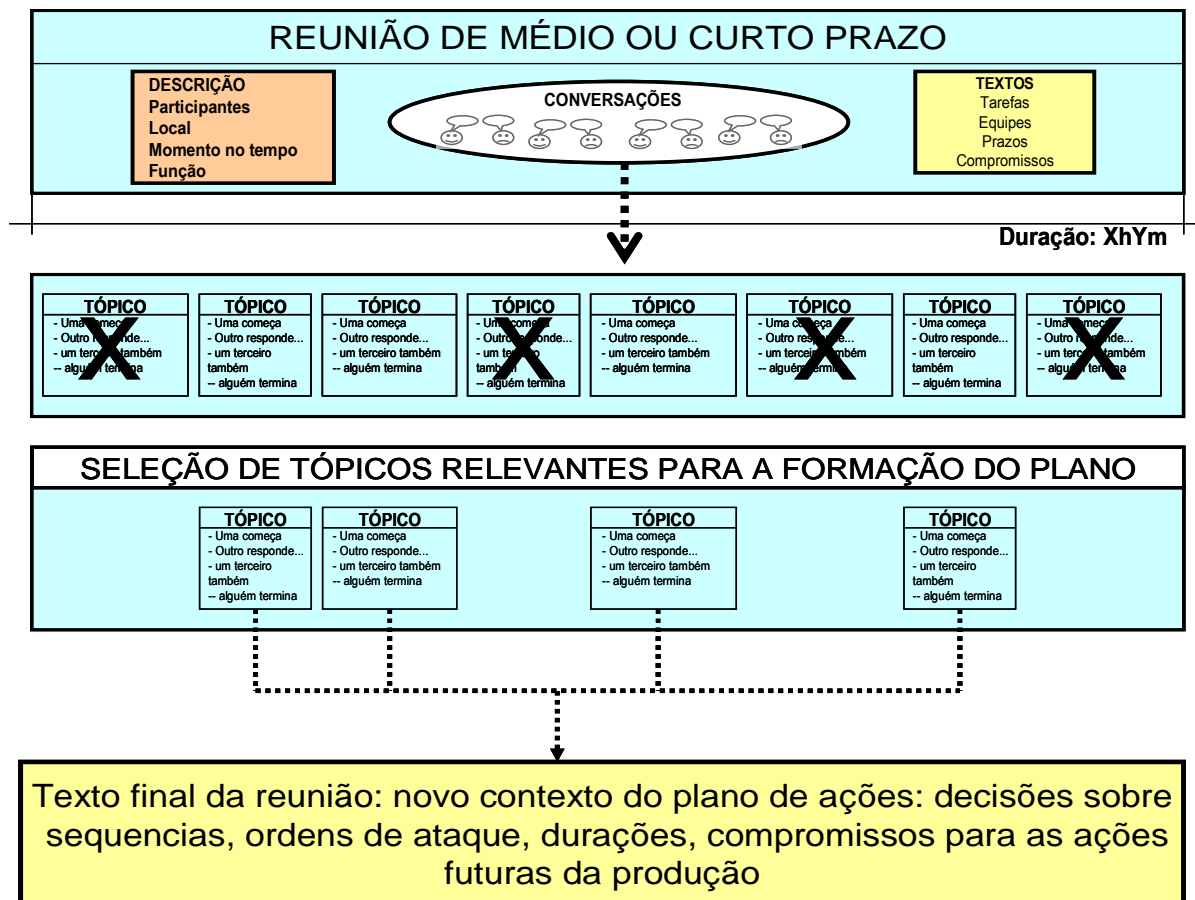 REUNIÃO DE MÉDIO OU CURTO PRAZO
DESCRIÇÃO
Participantes
Local
Momento no tempo
Função
CONVERSAÇÕES
TEXTOS
Tarefas
Equipes
Prazos
Compromissos
Duração: XhYm
TÓPICO
- Uma começa
- Outro responde...
- um terceiro também
-- alguém termina
TÓPICO
- Uma começa
- Outro responde...
- um terceiro
também
-- alguém termina
TÓPICO
- Uma começa
- Outro responde...
- um terceiro também
-- alguém termina
TÓPICO
- Uma começa
- Outro responde...
- um terceiro
também
-- alguém termina
TÓPICO
- Uma começa
- Outro responde...
- um terceiro também
-- alguém termina
TÓPICO
- Uma começa
- Outro responde...
- um terceiro também
-- alguém termina
TÓPICO
- Uma começa
- Outro responde...
- um terceiro
também
-- alguém termina
TÓPICO
- Uma começa
- Outro responde...
- um terceiro também
-- alguém termina
SELEÇÃO DE TÓPICOS RELEVANTES PARA A FORMAÇÃO DO PLANO
TÓPICO
- Uma começa
- Outro responde...
- um terceiro
também
-- alguém termina
TÓPICO
- Uma começa
- Outro responde...
- um terceiro também
-- alguém termina
TÓPICO
- Uma começa
- Outro responde...
- um terceiro também
-- alguém termina
TÓPICO
- Uma começa
- Outro responde...
- um terceiro
também
-- alguém termina
Texto final da reunião: novo contexto do plano de ações: decisões sobre
sequencias, ordens de ataque, durações, compromissos para as ações
futuras da produção